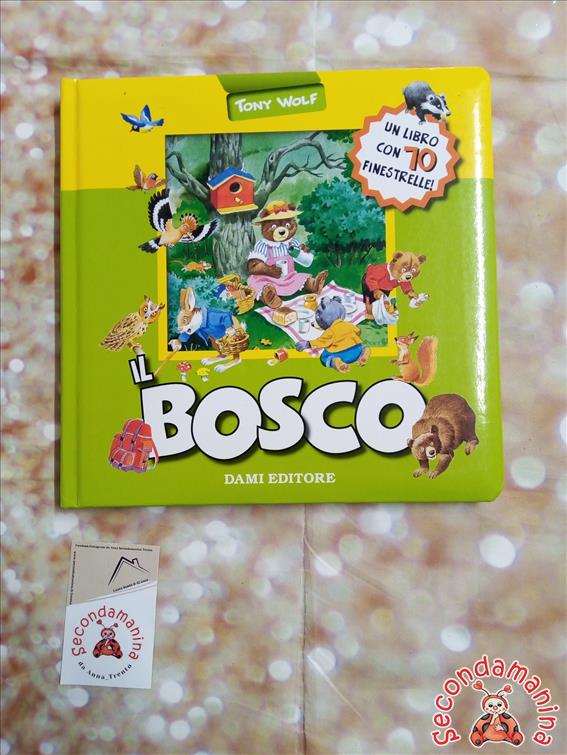 TONY WOLF
UN LIBRO
CON 70
FINESTRELLE!
IL
BOSCO
DAMI EDITORE
Secondamanina
da Anna_Trento
Secondamanina